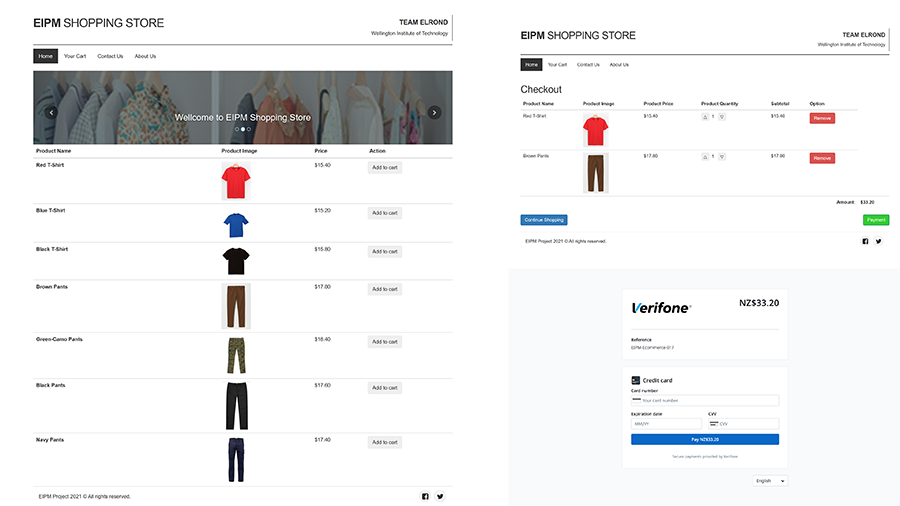 EIPM SHOPPING STORE
TEAM ELROND
Wellington Institute of Technology
Home Your Cart Contact Us About Us
Wellcome to EIPM Shopping Store
Product Name Product Image Price Action
Red T-Shirt $15.40 Add to cart
Blue T-Shirt $15.20 Add to cart
Black T-Shirt $15.80 Add to cart
Brown Pants $17.80 Add to cart
Green-Camo Pants $18.40 Add to cart
Black Pants $17.60 Add to cart
Navy Pants $17.40 Add to cart
EIPM Project 2021 © All rights reserved.
EIPM SHOPPING STORE
TEAM ELROND
Wellington Institute of Technology
Home Your Cart Contact Us About Us
Checkout
Product Name Product Image Product Price Product Quantity Subtotal Option
Red T-Shirt $15.40 1 $15.40 Remove
Brown Pants $17.80 1 $17.80 Remove
Amount $33.20
Continue Shopping Payment
EIPM Project 2021 © All rights reserved.
Verifone NZ$33.20
Reference
Credit card
Card number
Your card number
Expiration date CVV
MM/YY CVV
Pay NZ$33.20
Secure payments provided by Verifone
English